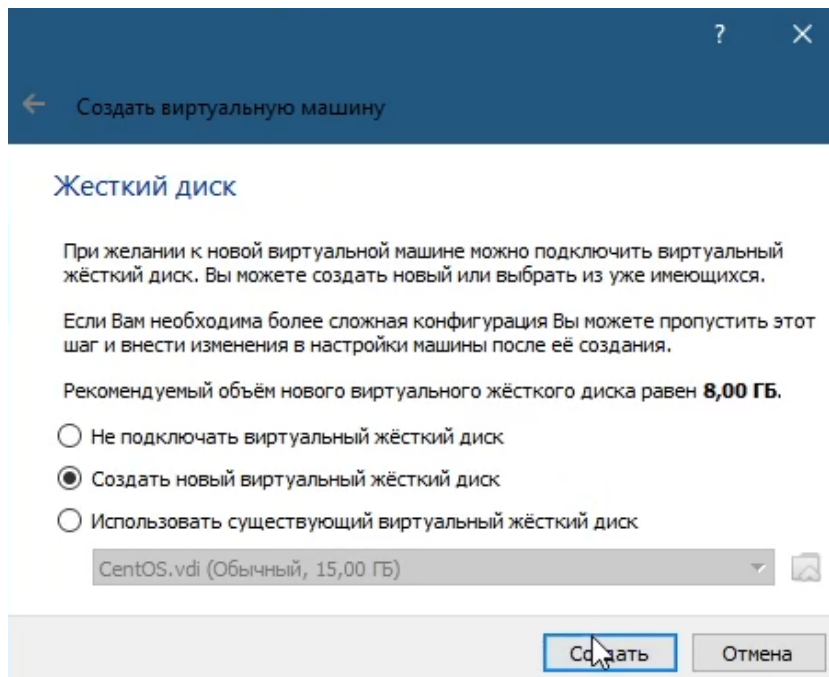 ?
Создать виртуальную машину
Жесткий диск
При желании к новой виртуальной машине можно подключить виртуальный
жёсткий диск. Вы можете создать новый или выбрать из уже имеющихся.
Если Вам необходима более сложная конфигурация Вы можете пропустить этот
шаг и внести изменения в настройки машины после её создания.
Рекомендуемый объём нового виртуального жёсткого диска равен 8,00 ГБ.
Не подключать виртуальный жёсткий диск
Создать новый виртуальный жёсткий диск
Использовать существующий виртуальный жёсткий диск
CentOS.vdi (Обычный, 15,00 ГБ)
Создать
Отмена